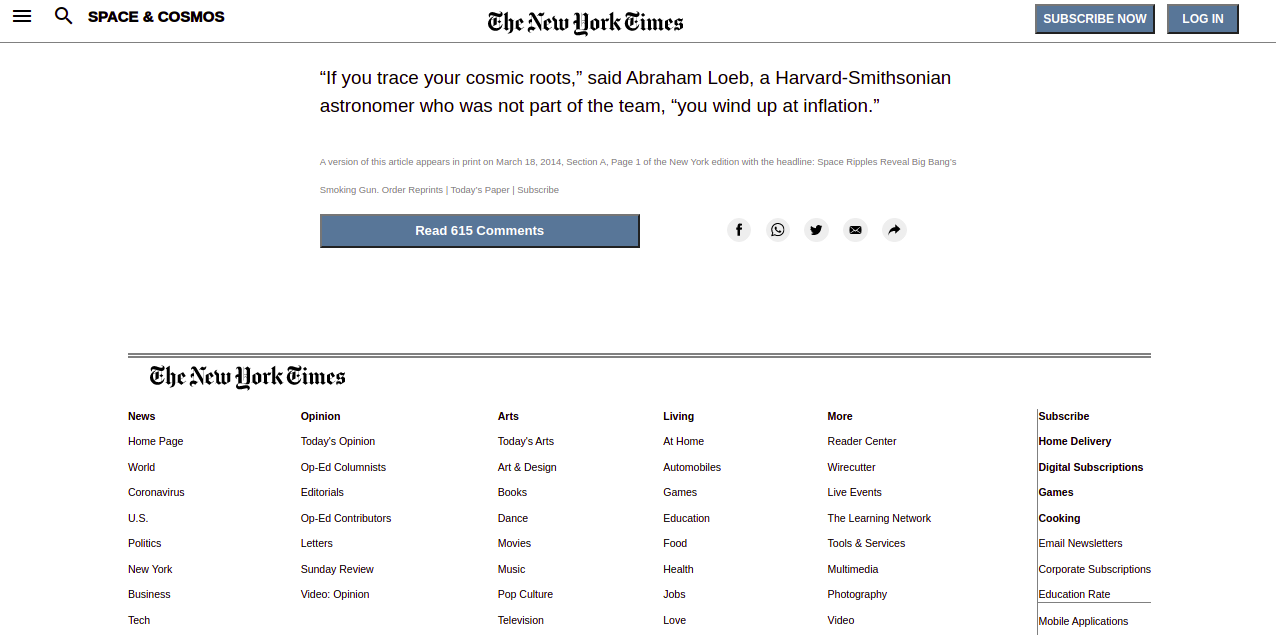 SPACE & COSMOS
The New York Times
SUBSCRIBE NOW
LOG IN
“If you trace your cosmic roots,” said Abraham Loeb, a Harvard-Smithsonian
astronomer who was not part of the team, “you wind up at inflation.”
A version of this article appears in print on March 18, 2014, Section A, Page 1 of the New York edition with the headline: Space Ripples Reveal Big Bang’s
Smoking Gun. Order Reprints | Today’s Paper | Subscribe
Read 615 Comments
The New York Times
News
Home Page
World
Coronavirus
U.S.
Politics
New York
Business
Tech
Opinion
Today's Opinion
Op-Ed Columnists
Editorials
Op-Ed Contributors
Letters
Sunday Review
Video: Opinion
Arts
Today's Arts
Art & Design
Books
Dance
Movies
Music
Pop Culture
Television
Living
At Home
Automobiles
Games
Education
Food
Health
Jobs
Love
More
Reader Center
Wirecutter
Live Events
The Learning Network
Tools & Services
Multimedia
Photography
Video
Subscribe
Home Delivery
Digital Subscriptions
Games
Cooking
Email Newsletters
Corporate Subscriptions
Education Rate
Mobile Applications